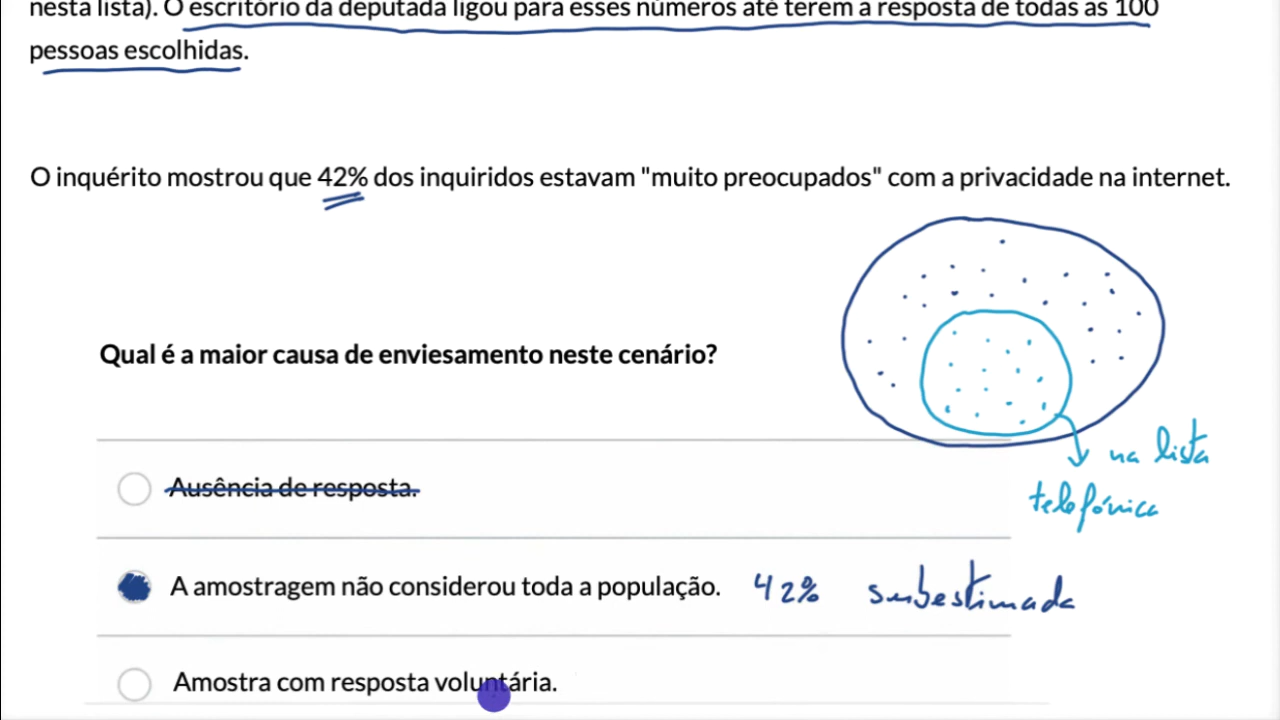 nesta lista). O escritório da deputada ligou para esses números até terem a resposta de todas as 100
pessoas escolhidas.
O inquérito mostrou que 42% dos inquiridos estavam "muito preocupados" com a privacidade na internet.
Qual é a maior causa de enviesamento neste cenário?
na lista
telefónica
Ausência de resposta.
A amostragem não considerou toda a população. 42% subestimada
Amostra com resposta voluntária.